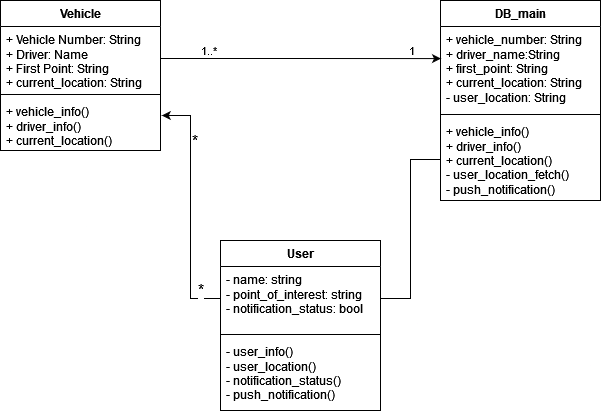 Vehicle
+ Vehicle Number: String
+ Driver: Name
+ First Point: String
+ current_location: String
+ vehicle_info()
+ driver_info()
+ current_location()
1..*
1
DB_main
+ vehicle_number: String
+ driver_name:String
+ first_point: String
+ current_location: String
- user_location: String
+ vehicle_info()
+ driver_info()
+ current_location()
- user_location_fetch()
- push_notification()
*
*
User
- name: string
- point_of_interest: string
- notification_status: bool
- user_info()
- user_location()
- notification_status()
- push_notification()